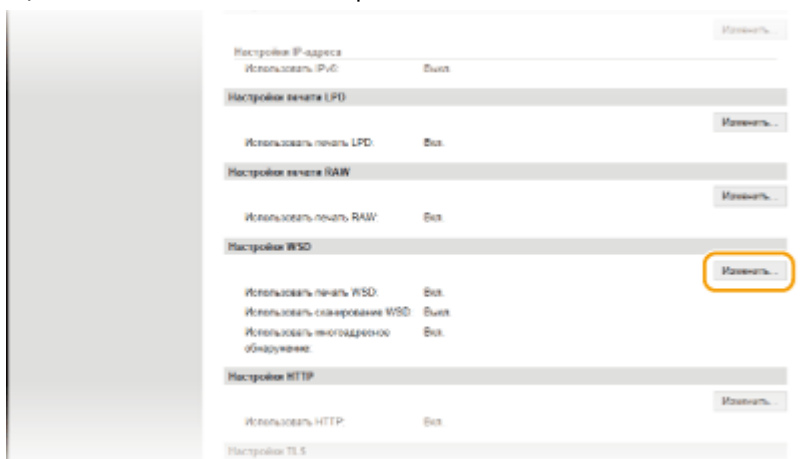 Изменить...
Настройки IP-адреса
Использовать IPv6: Выкл.
Настройки печати LPD
Изменить...
Использовать печать LPD: Вкл.
Настройки печати RAW
Изменить...
Использовать печать RAW: Вкл.
Настройки WSD
Изменить...
Использовать печать WSD: Вкл.
Использовать сканирование WSD: Выкл.
Использовать многоадресное Вкл.
обнаружение:
Настройки HTTP
Изменить...
Использовать HTTP: Вкл.
Настройки TLS